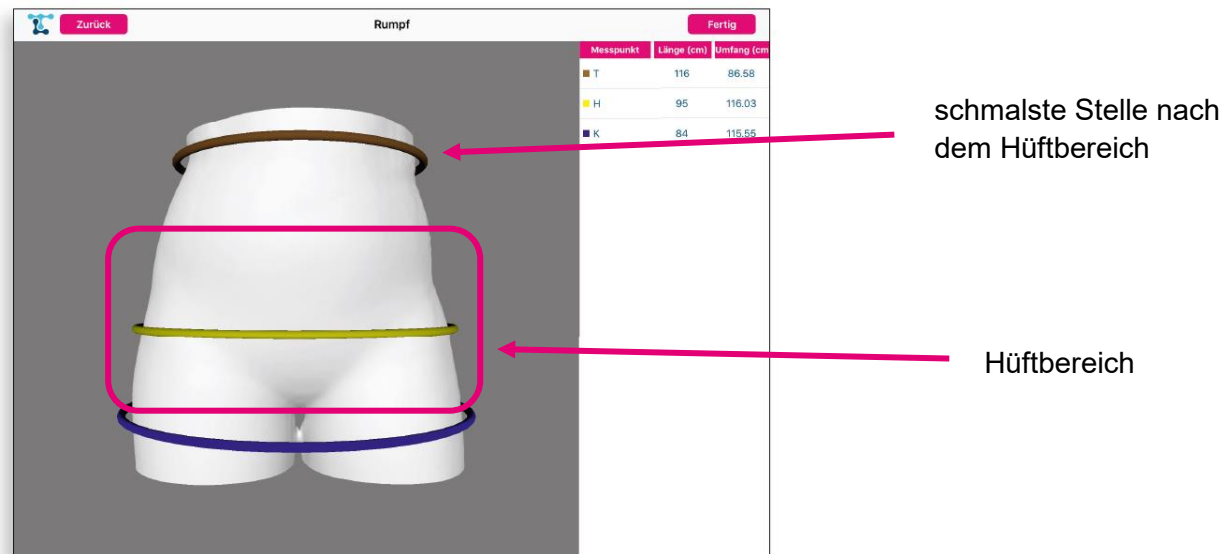 Zurück Rumpf Fertig
Messpunkt Länge (cm) Umfang (cm
T 116 86.58
H 95 116.03
K 84 115.55
schmalste Stelle nach
dem Hüftbereich
Hüftbereich